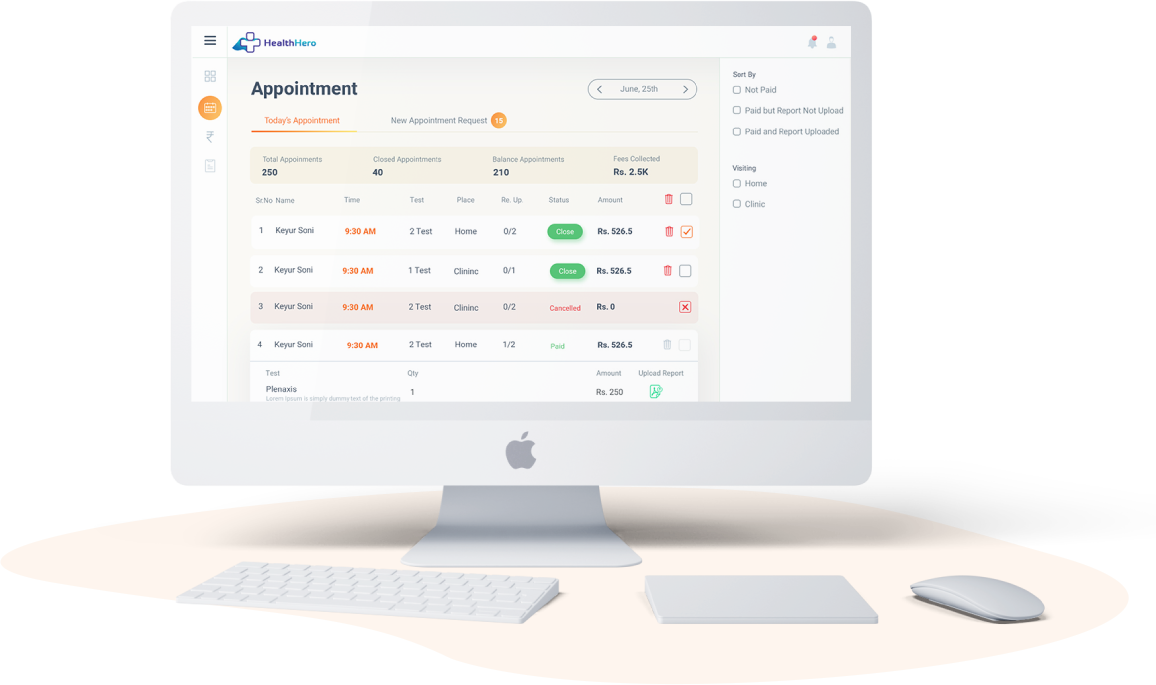 HealthHero
Appointment
June, 25th
Today's Appointment
New Appointment Request 15
Total Appoinments Closed Appointments Balance Appointments Fees Collected
250 40 210 Rs. 2.5K
Sr.No Name Time Test Place Re. Up. Status Amount
1 Keyur Soni 9:30 AM 2 Test Home 0/2 Close Rs. 526.5
2 Keyur Soni 9:30 AM 1 Test Clininc 0/1 Close Rs. 526.5
3 Keyur Soni 9:30 AM 2 Test Clininc 0/2 Cancelled Rs. 0
4 Keyur Soni 9:30 AM 2 Test Home 1/2 Paid Rs. 526.5
Test Qty Amount Upload Report
Plenaxis 1 Rs. 250
Lorem Ipsum is simply dummy text of the printing
Sort By
Not Paid
Paid but Report Not Upload
Paid and Report Uploaded
Visiting
Home
Clinic